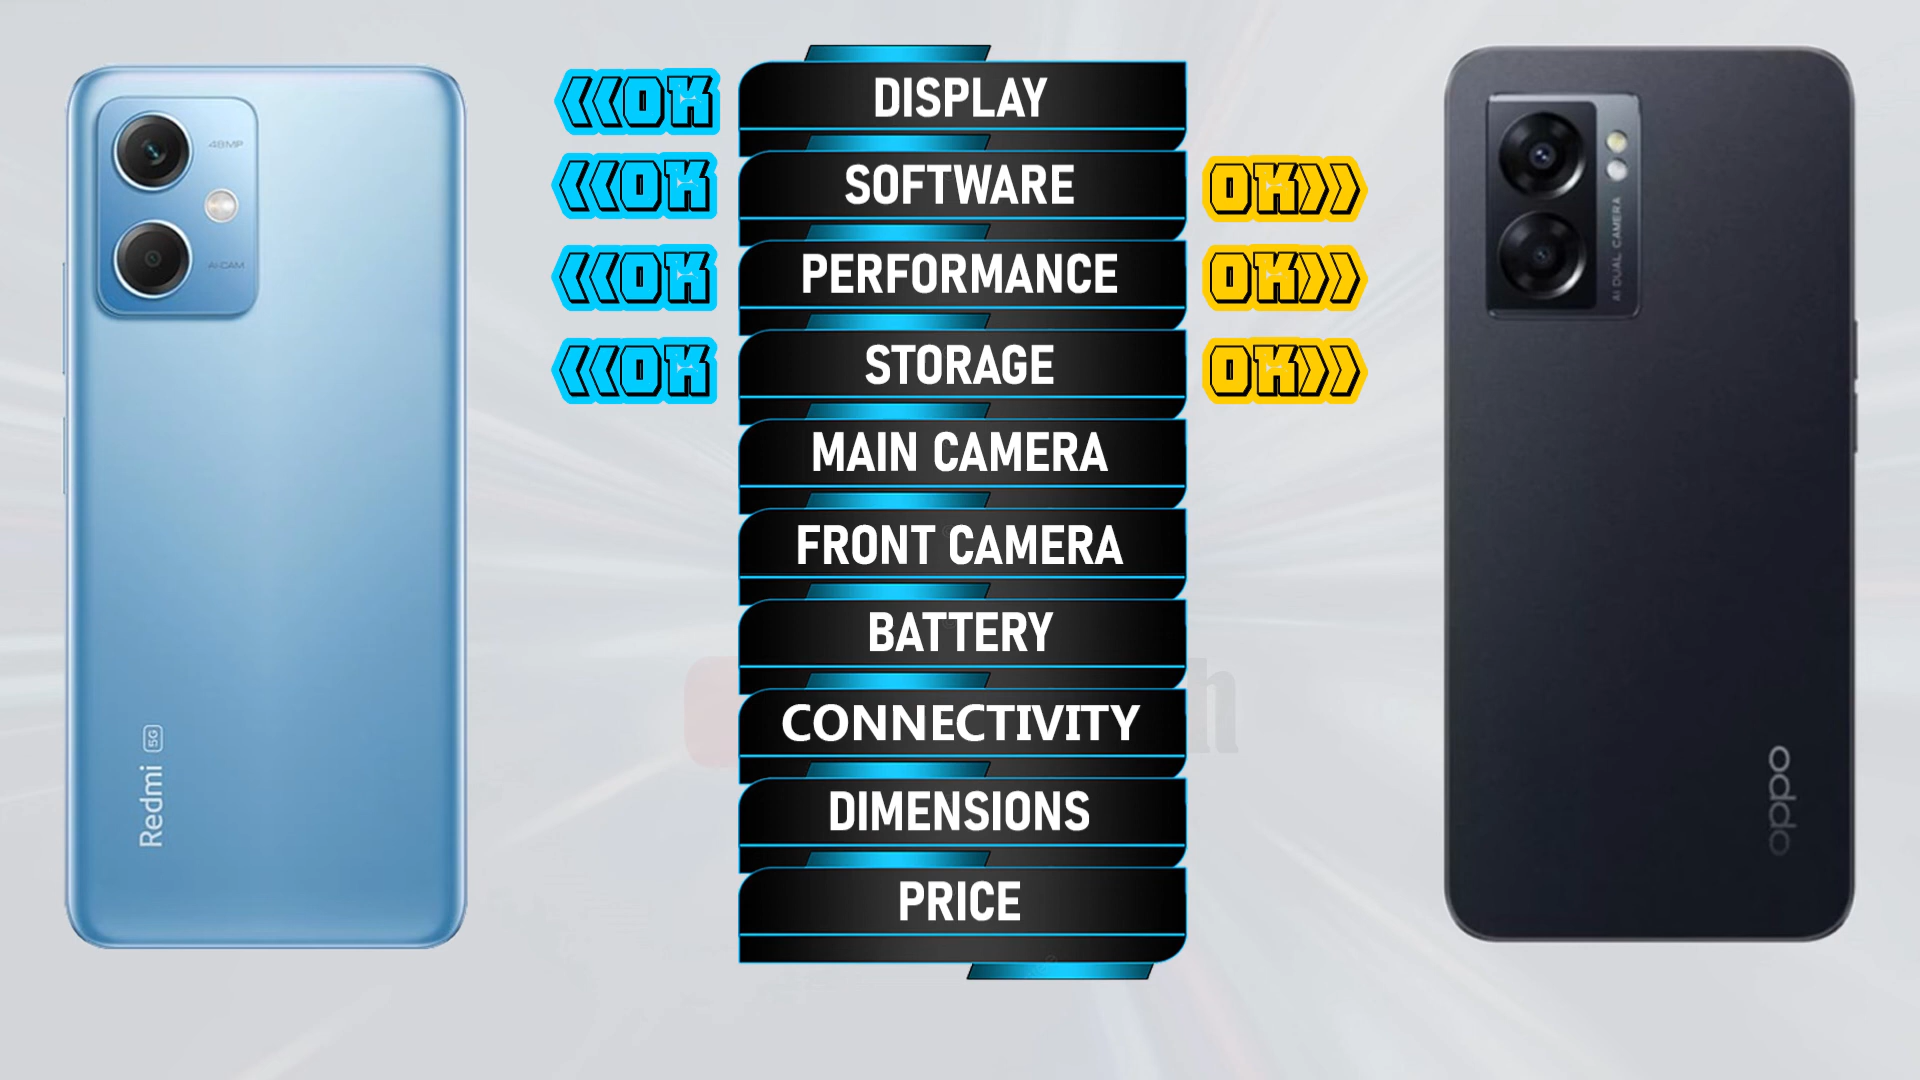 48MP
AI-CAM
Redmi 5G
<<OK DISPLAY
<<OK SOFTWARE OK>>
<<OK PERFORMANCE OK>>
<<OK STORAGE OK>>
MAIN CAMERA
FRONT CAMERA
BATTERY
CONNECTIVITY
DIMENSIONS
PRICE
AI DUAL CAMERA
oppo